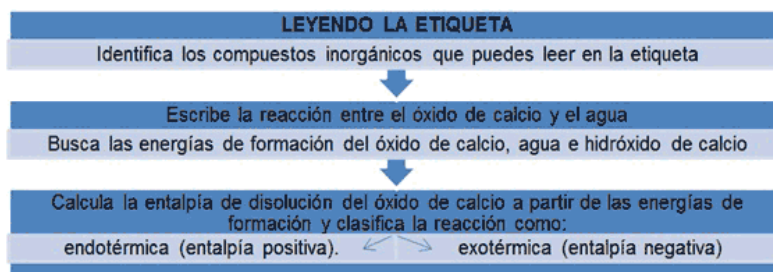 LEYENDO LA ETIQUETA
Identifica los compuestos inorgánicos que puedes leer en la etiqueta
Escribe la reacción entre el óxido de calcio y el agua
Busca las energías de formación del óxido de calcio, agua e hidróxido de calcio
Calcula la entalpía de disolución del óxido de calcio a partir de las energías de
formación y clasifica la reacción como:
endotérmica (entalpía positiva). exotérmica (entalpía negativa)